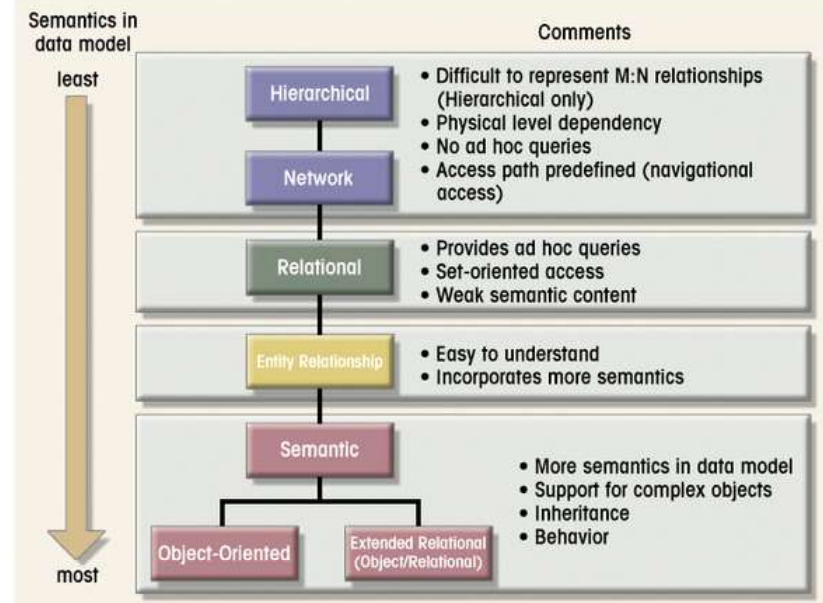 Semantics in
data model
least
most
Comments
Hierarchical
Network
• Difficult to represent M:N relationships
(Hierarchical only)
• Physical level dependency
• No ad hoc queries
• Access path predefined (navigational
access)
Relational
• Provides ad hoc queries
• Set-oriented access
• Weak semantic content
Entity Relationship
• Easy to understand
• Incorporates more semantics
Semantic
Object-Oriented
Extended Relational
(Object/Relational)
• More semantics in data model
• Support for complex objects
• Inheritance
• Behavior